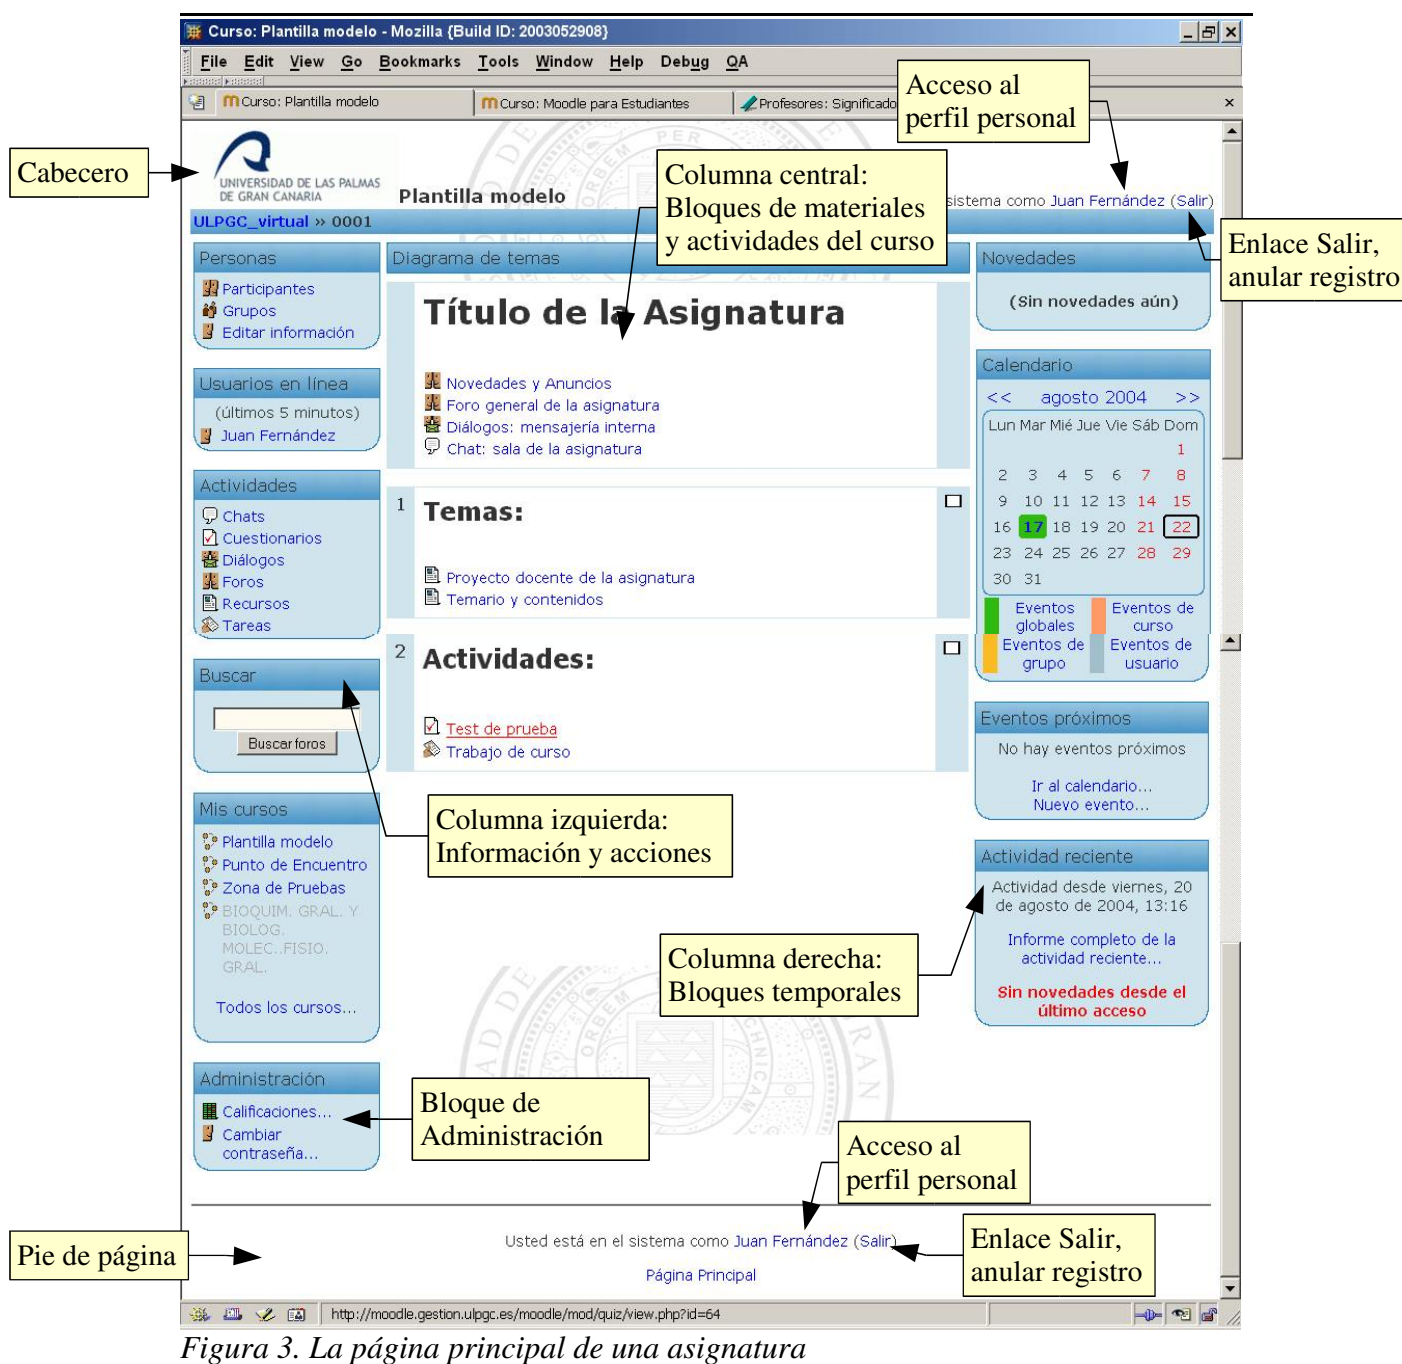 Curso: Plantilla modelo - Mozilla {Build ID: 2003052908}
File Edit View Go Bookmarks Tools Window Help Debug QA
Curso: Plantilla modelo
Curso: Moodle para Estudiantes
Profesores: Significado
Acceso al
perfil personal
Cabecero
UNIVERSIDAD DE LAS PALMAS
DE GRAN CANARIA
Plantilla modelo
sistema como Juan Fernández (Salir)
Columna central:
Bloques de materiales
y actividades del curso
Enlace Salir,
anular registro
ULPGC_virtual » 0001
Personas
Participantes
Grupos
Editar información
Usuarios en línea
(últimos 5 minutos)
Juan Fernández
Actividades
Chats
Cuestionarios
Diálogos
Foros
Recursos
Tareas
Buscar
Buscar foros
Mis cursos
Plantilla modelo
Punto de Encuentro
Zona de Pruebas
BIOQUIM. GRAL. Y
BIOLOG.
MOLEC..FISIO.
GRAL.
Todos los cursos...
Administración
Calificaciones...
Cambiar
contraseña...
Diagrama de temas
Título de la Asignatura
Novedades y Anuncios
Foro general de la asignatura
Diálogos: mensajería interna
Chat: sala de la asignatura
1 Temas:
Proyecto docente de la asignatura
Temario y contenidos
2 Actividades:
Test de prueba
Trabajo de curso
Columna izquierda:
Información y acciones
Columna derecha:
Bloques temporales
Bloque de
Administración
Novedades
(Sin novedades aún)
Calendario
<< agosto 2004 >>
Lun Mar Mié Jue Vie Sáb Dom
1
2 3 4 5 6 7 8
9 10 11 12 13 14 15
16 17 18 19 20 21 22
23 24 25 26 27 28 29
30 31
Eventos globales
Eventos de curso
Eventos de grupo
Eventos de usuario
Eventos próximos
No hay eventos próximos
Ir al calendario...
Nuevo evento...
Actividad reciente
Actividad desde viernes, 20
de agosto de 2004, 13:16
Informe completo de la
actividad reciente...
Sin novedades desde el
último acceso
Acceso al
perfil personal
Pie de página
Usted está en el sistema como Juan Fernández (Salir)
Página Principal
Enlace Salir,
anular registro
http://moodle.gestion.ulpgc.es/moodle/mod/quiz/view.php?id=64
Figura 3. La página principal de una asignatura